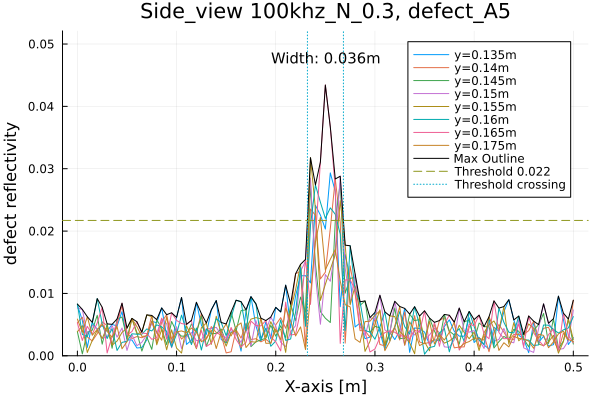 Side_view 100khz_N_0.3, defect_A5
Width: 0.036m
y=0.135m
y=0.14m
y=0.145m
y=0.15m
y=0.155m
y=0.16m
y=0.165m
y=0.175m
Max Outline
Threshold 0.022
Threshold crossing
defect reflectivity
0.05
0.04
0.03
0.02
0.01
0.00
0.0 0.1 0.2 0.3 0.4 0.5
X-axis [m]